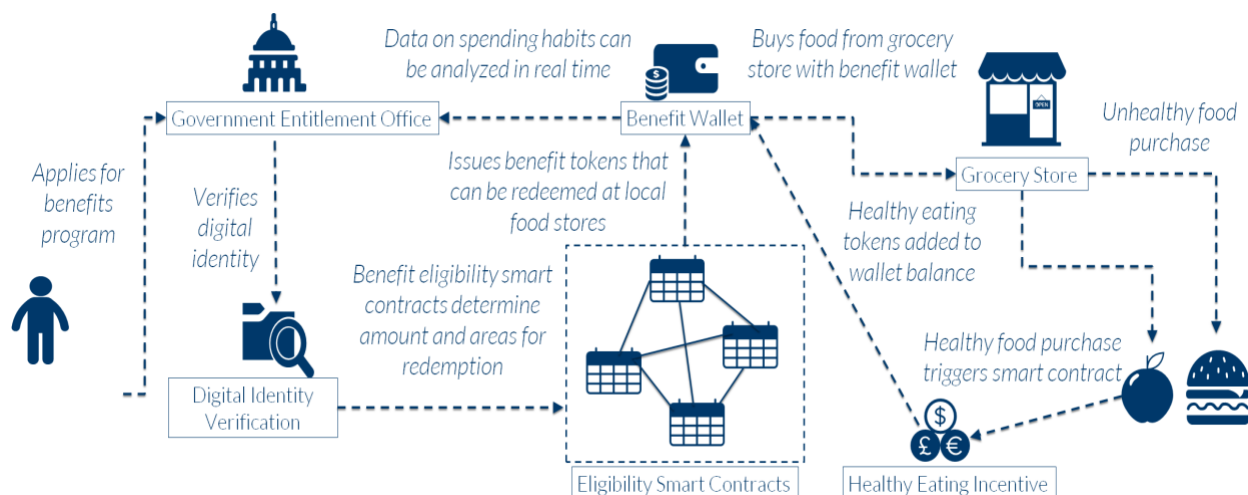 Data on spending habits can
be analyzed in real time
Buys food from grocery
store with benefit wallet
OPEN
Unhealthy food
purchase
Government Entitlement Office
$
Benefit Wallet
Grocery Store
Applies for
benefits
program
Verifies
digital
identity
Issues benefit tokens that
can be redeemed at local
food stores
Healthy eating
tokens added to
wallet balance
Benefit eligibility smart
contracts determine
amount and areas for
redemption
Healthy food purchase
triggers smart contract
Digital Identity
Verification
$
£ €
Eligibility Smart Contracts
Healthy Eating Incentive